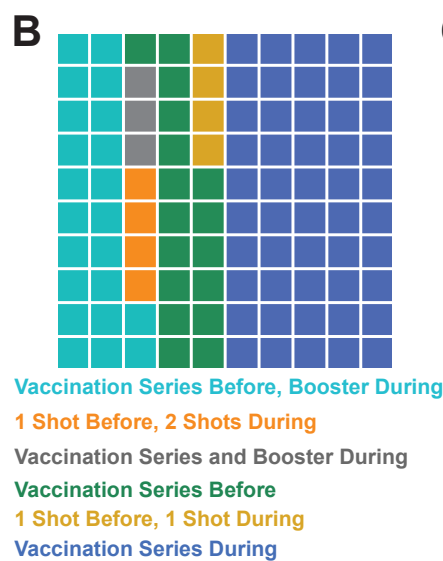 B
Vaccination Series Before, Booster During
1 Shot Before, 2 Shots During
Vaccination Series and Booster During
Vaccination Series Before
1 Shot Before, 1 Shot During
Vaccination Series During